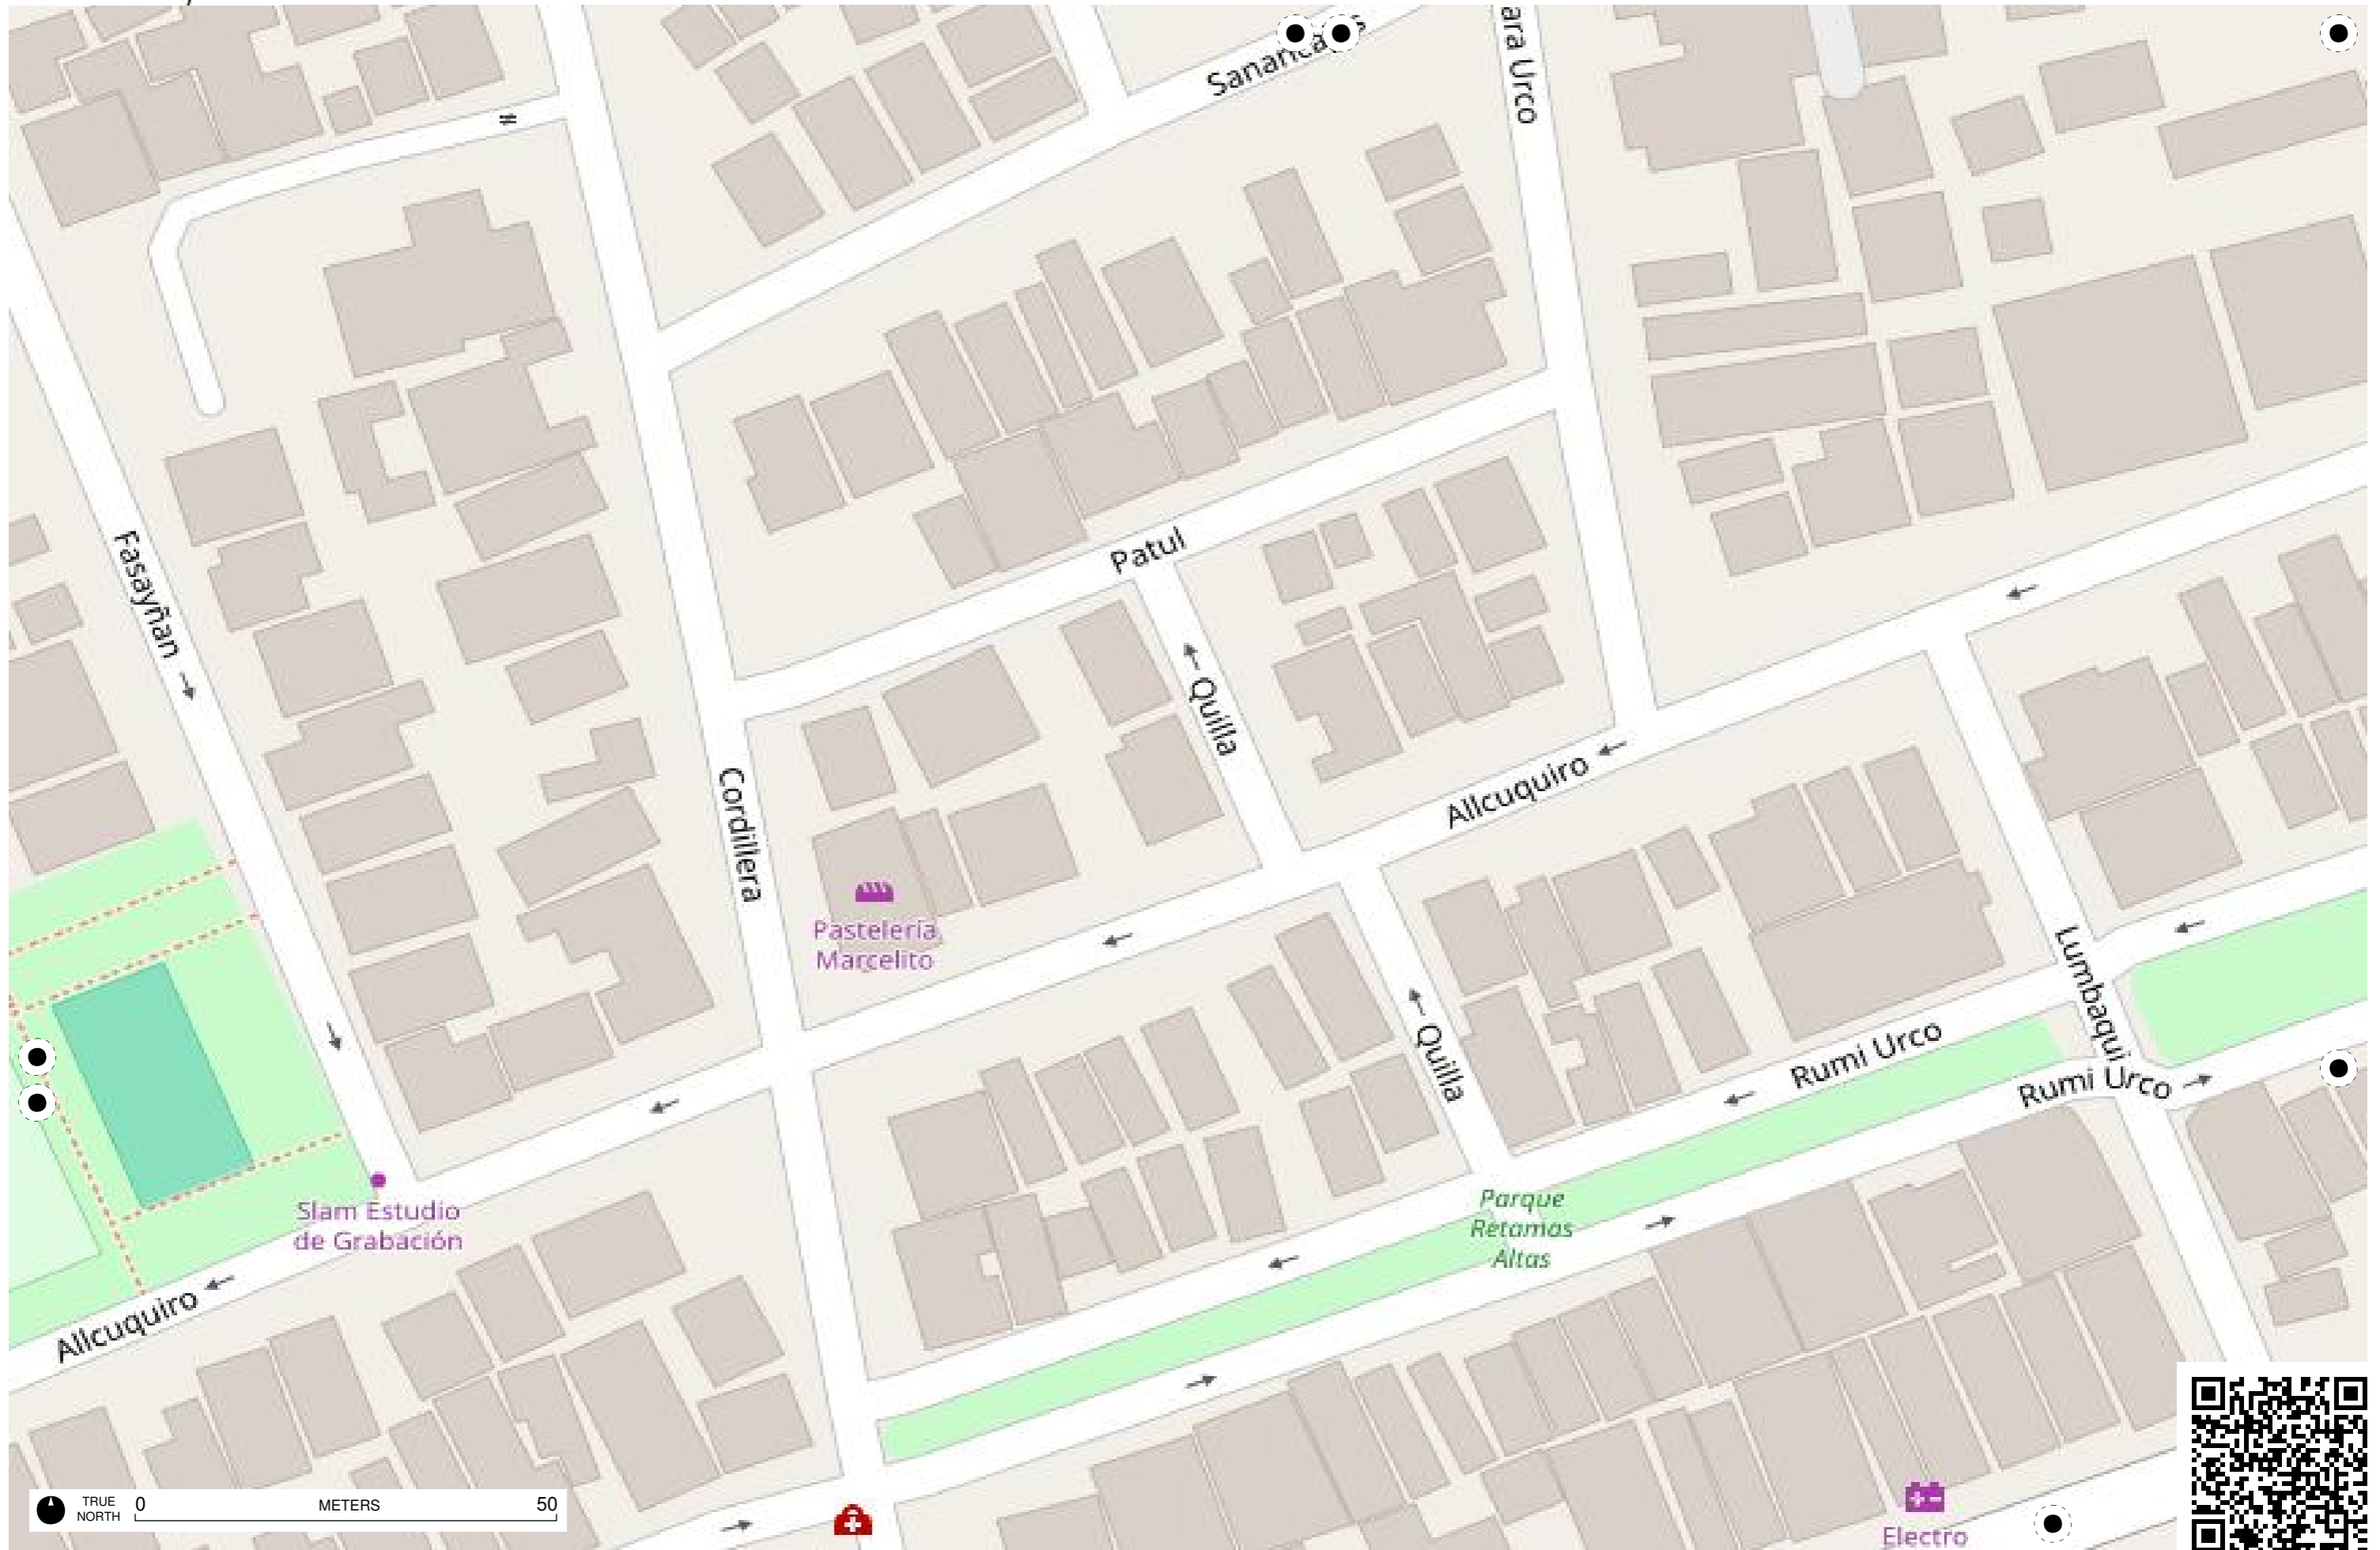 ara Urco
Patul
Fasayñan
Quilla
Cordillera
Allcuquiro
Pastelería
Marcelito
Lumbaqui
Quilla
Rumi Urco
Rumi Urco
Parque
Retamas
Altas
Slam Estudio
de Grabación
Allcuquiro
TRUE
NORTH
0
METERS
50
Electro